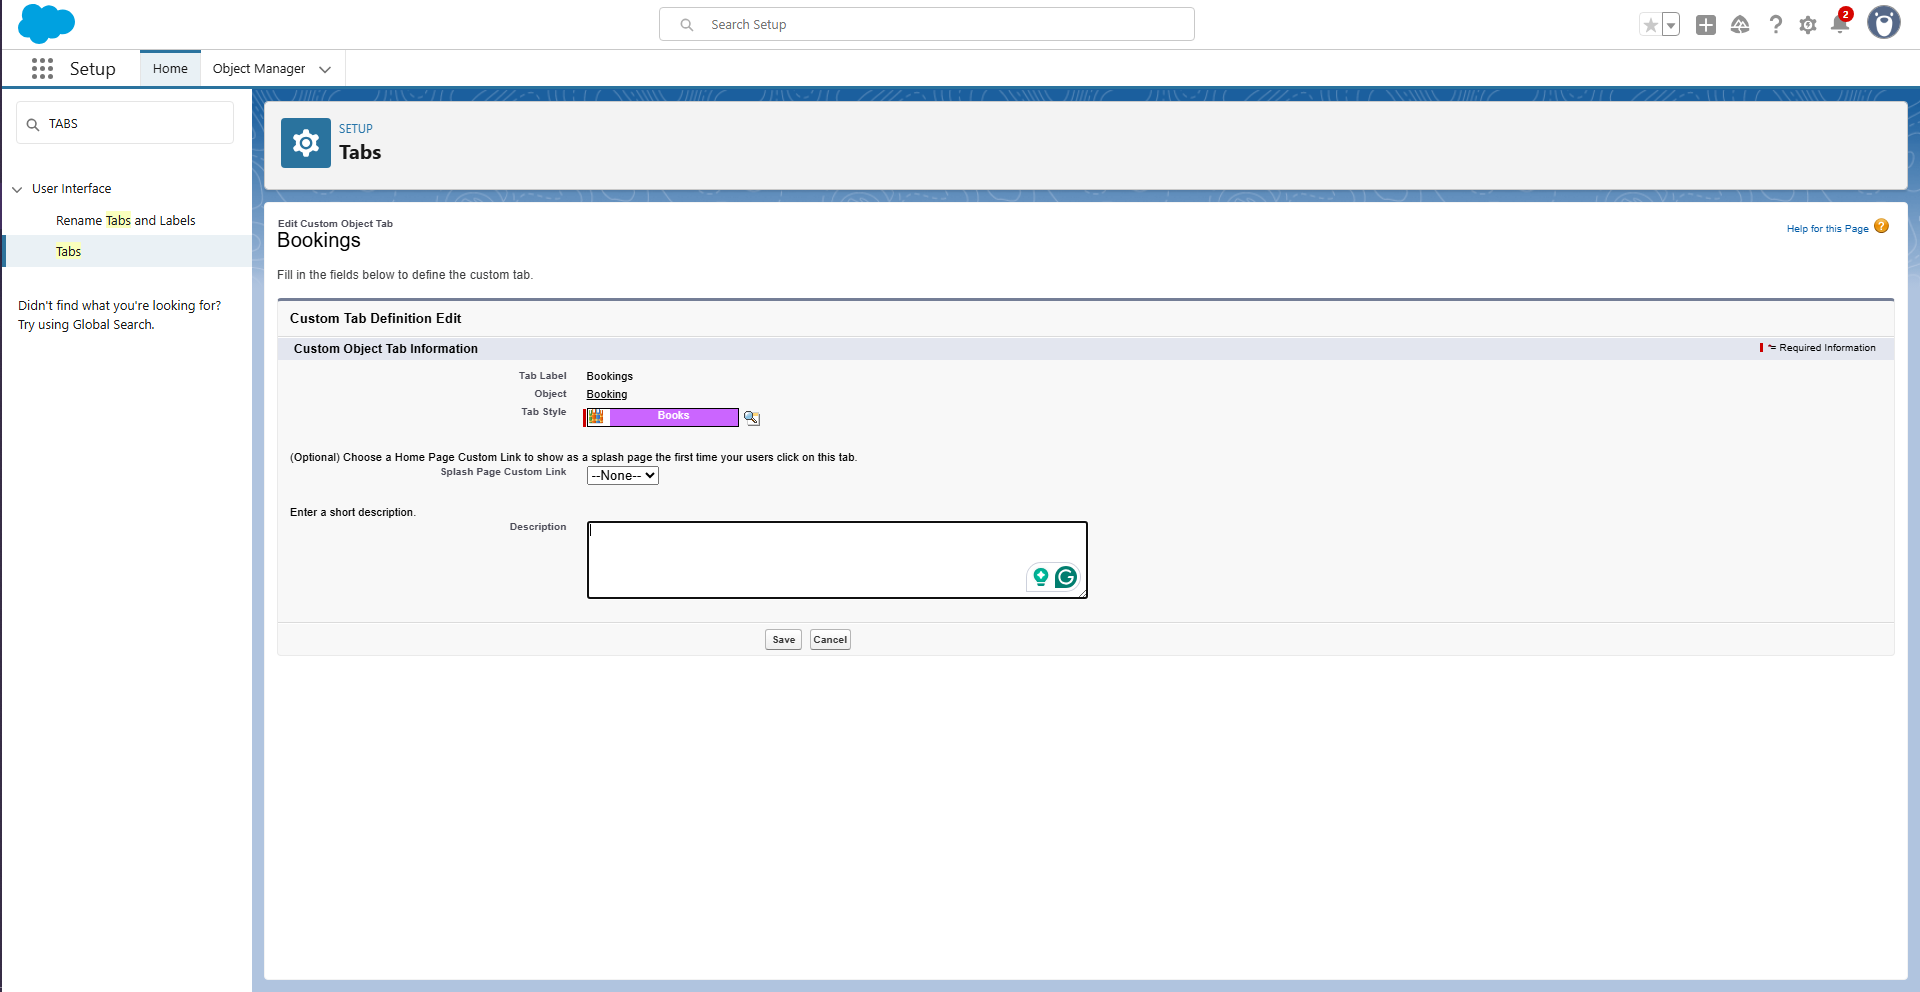 Search Setup
2
Setup
Home
Object Manager
TABS
User Interface
Rename Tabs and Labels
Tabs
Didn't find what you're looking for?
Try using Global Search.
SETUP
Tabs
Edit Custom Object Tab
Bookings
Help for this Page ?
Fill in the fields below to define the custom tab.
Custom Tab Definition Edit
Custom Object Tab Information
*= Required Information
Tab Label Bookings
Object Booking
Tab Style Books
(Optional) Choose a Home Page Custom Link to show as a splash page the first time your users click on this tab.
Splash Page Custom Link --None--
Enter a short description.
Description
Save Cancel